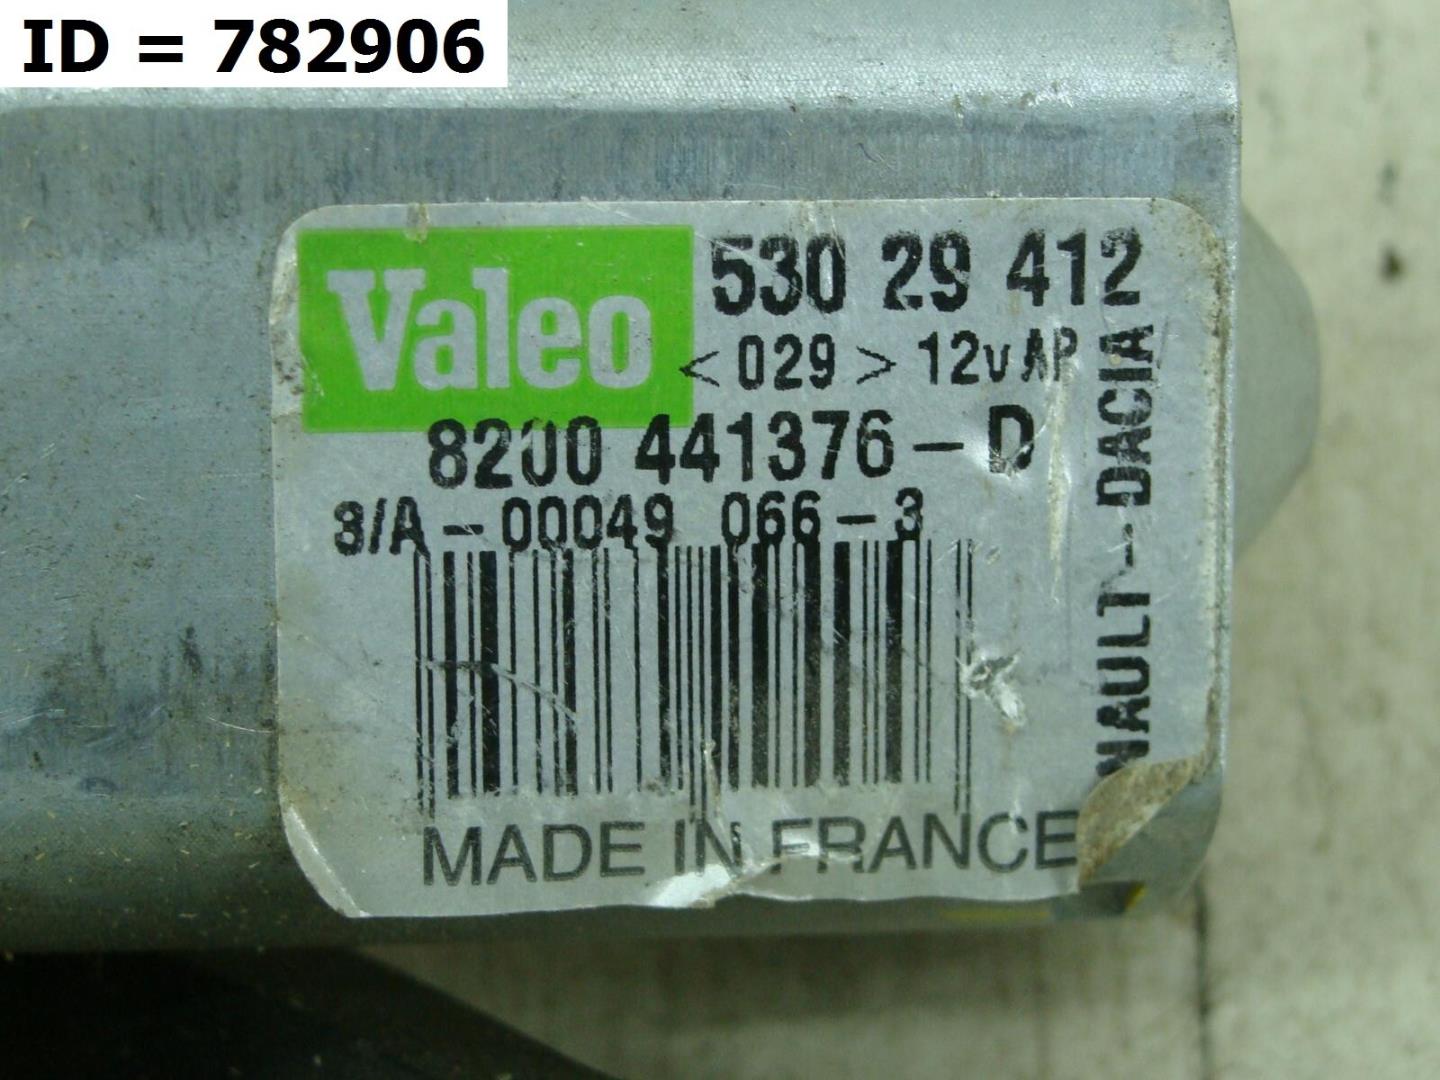 ID = 782906
Valeo
530 29 412
<029> 12v AP
8200 441376-D
3/A-00049 066-3
NAULT-DACIA
MADE IN FRANCE